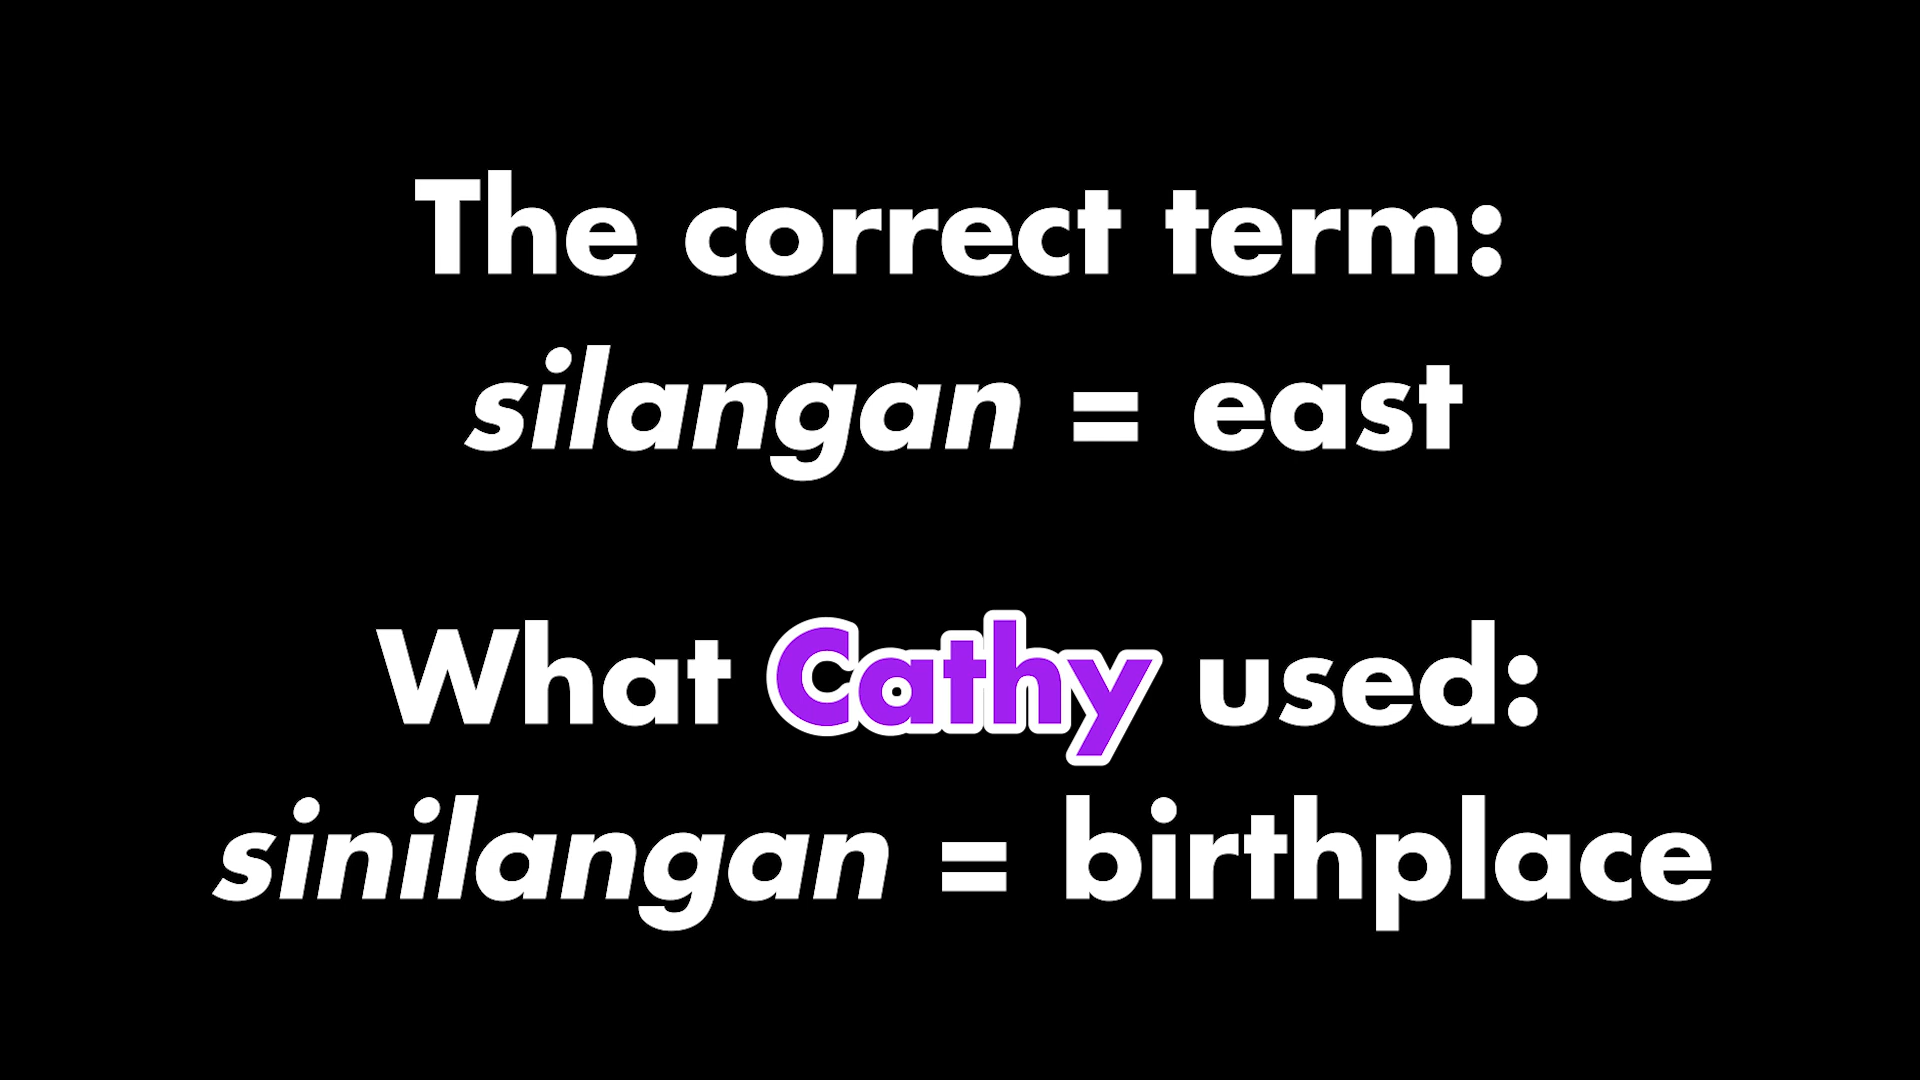 The correct term:
silangan = east
What Cathy used:
sinilangan = birthplace